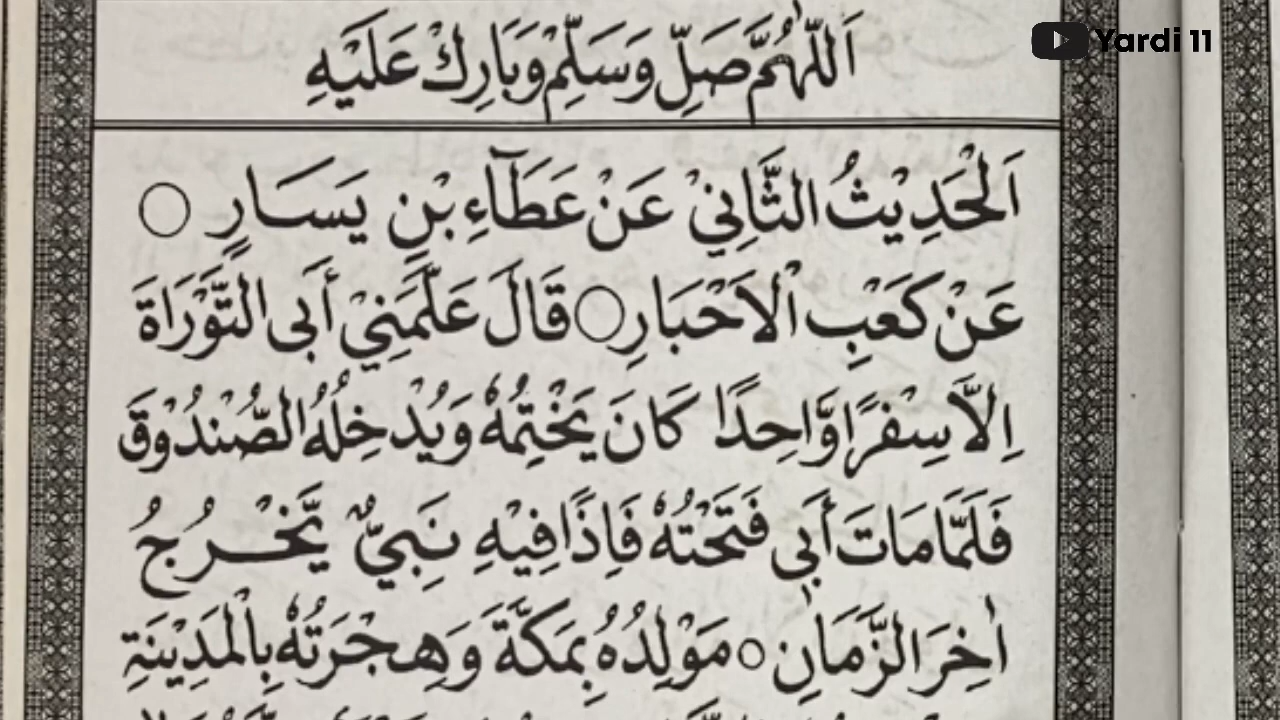 Yardi 11
اَللّٰهُمَّ صَلِّ وَسَلِّمْ وَبَارِكْ عَلَيْهِ
اَلْحَدِيْثُ الثَّانِيْ عَنْ عَطَآءِ بْنِ يَسَارٍ ○
عَنْ كَعْبِ الْاَحْبَارِ ○ قَالَ عَلَّمَنِيْ أَبِى التَّوْرَاةَ
اِلَّا سِفْرًا وَّاحِدًا كَانَ يَخْتِمُهٗ وَيُدْخِلُهُ الصُّنْدُوْقَ
فَلَمَّا مَاتَ أَبِى فَتَحْتُهٗ فَاِذَا فِيْهِ نَبِيٌّ يَّخْرُجُ
اٰخِرَ الزَّمَانِ ○ مَوْلِدُهُ بِمَكَّةَ وَهِجْرَتُهٗ بِالْمَدِيْنَةِ